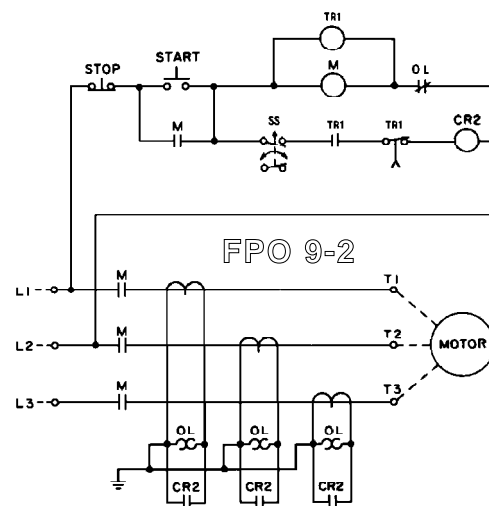 TR1
STOP
START
M
OL
M
SS
TR1
TR1
CR2
FPO 9-2
L1
M
T1
L2
M
T2
MOTOR
L3
M
T3
OL
OL
OL
CR2
CR2
CR2